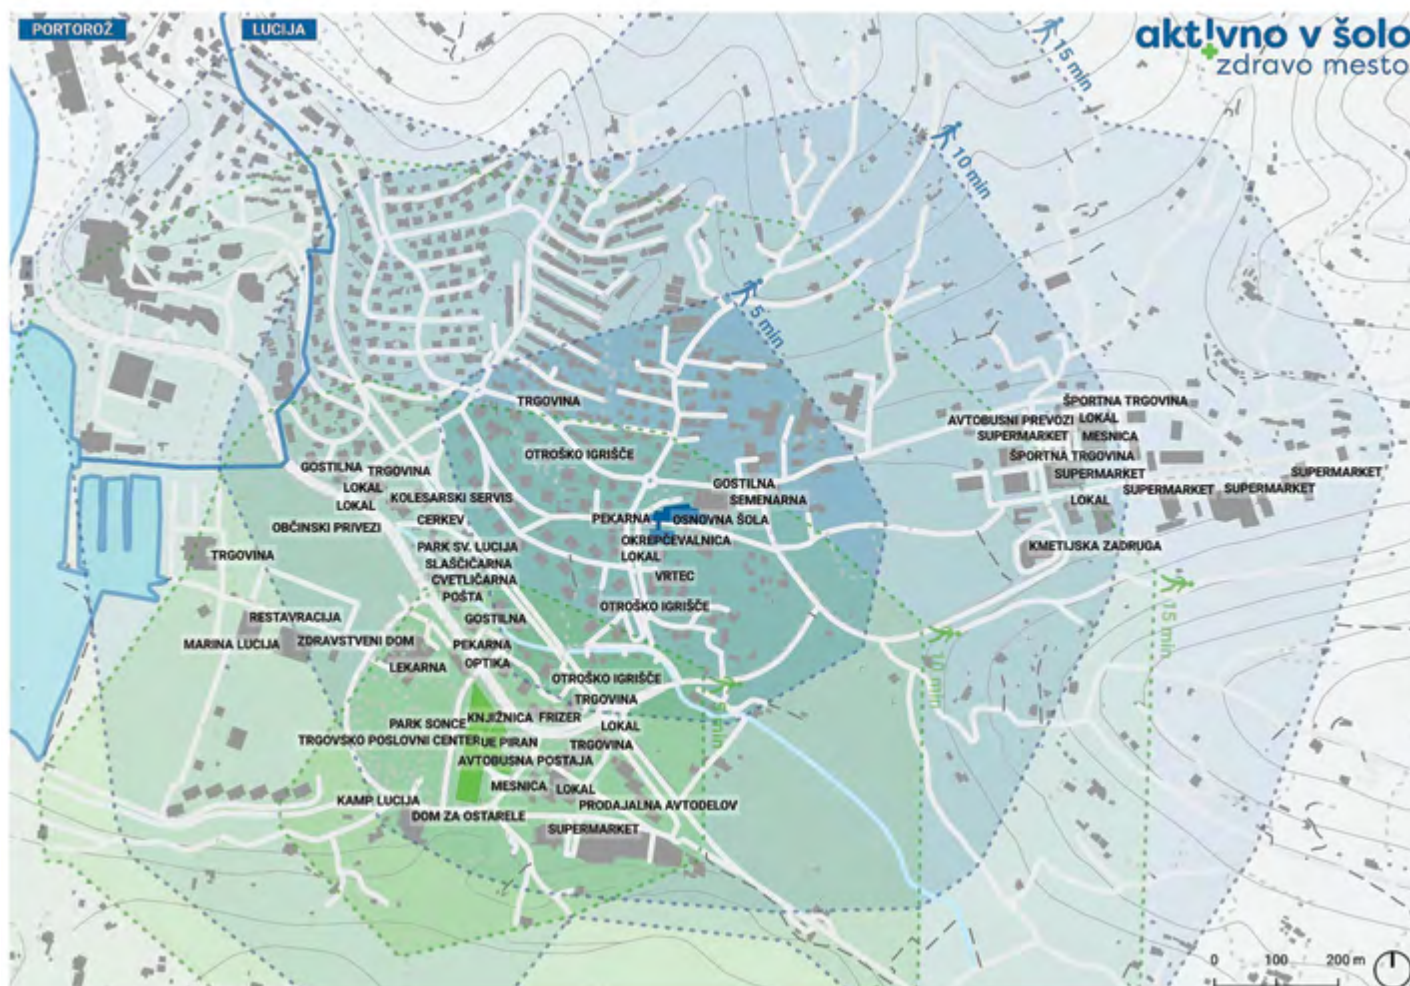 PORTOROŽ
LUCIJA
akt!vno v šolo
zdravo mesto
15 min
10 min
5 min
TRGOVINA
ŠPORTNA TRGOVINA
AVTOBUSNI PREVOZI
LOKAL
SUPERMARKET
MESNICA
OTROŠKO IGRIŠČE
ŠPORTNA TRGOVINA
GOSTILNA
TRGOVINA
SUPERMARKET
SUPERMARKET
LOKAL
GOSTILNA
SUPERMARKET
SUPERMARKET
KOLESARSKI SERVIS
SEMENARNA
LOKAL
LOKAL
OBČINSKI PRIVEZI
CERKEV
PEKARNA
OSNOVNA ŠOLA
OKREPČEVALNICA
PARK SV. LUCIJA
LOKAL
KMETIJSKA ZADRUGA
TRGOVINA
SLAŠČIČARNA
CVETLIČARNA
VRTEC
POŠTA
OTROŠKO IGRIŠČE
RESTAVRACIJA
GOSTILNA
15 min
MARINA LUCIJA
ZDRAVSTVENI DOM
PEKARNA
10 min
LEKARNA
OPTIKA
OTROŠKO IGRIŠČE
5 min
TRGOVINA
PARK SONCE
KNJIŽNICA
FRIZER
LOKAL
TRGOVSKO POSLOVNI CENTER
UE PIRAN
TRGOVINA
AVTOBUSNA POSTAJA
MESNICA
LOKAL
KAMP LUCIJA
PRODAJALNA AVTODELOV
DOM ZA OSTARELE
SUPERMARKET
0 100 200 m